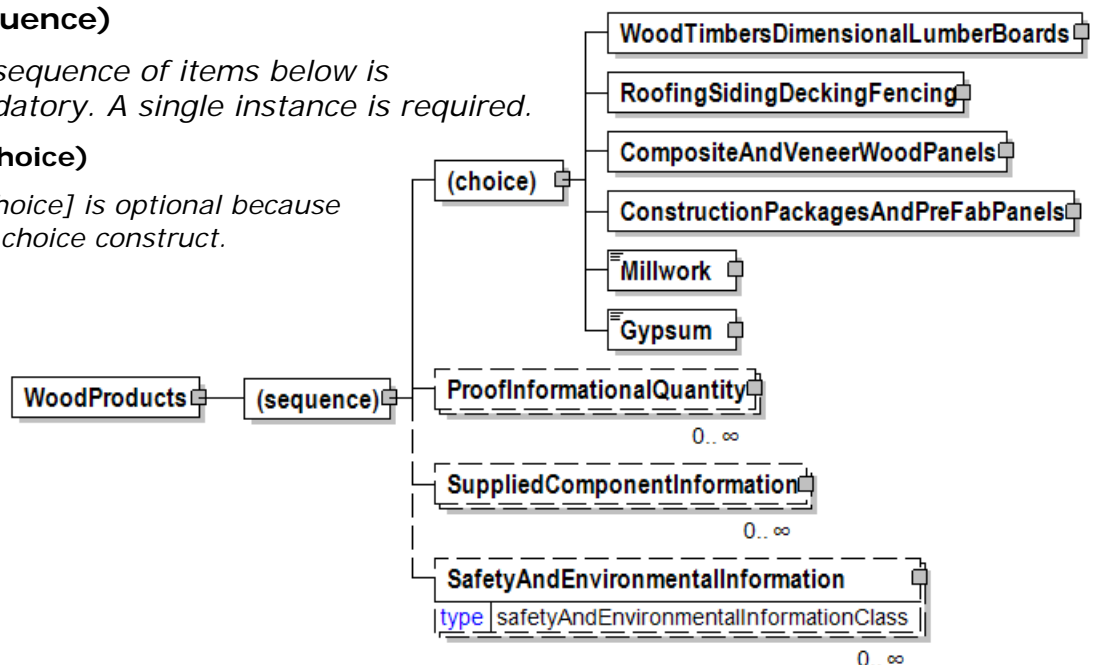 uence)
sequence of items below is
datory. A single instance is required.
hoice)
hoice] is optional because
choice construct.
WoodTimbersDimensionalLumberBoards
RoofingSidingDeckingFencing
CompositeAndVeneerWoodPanels
(choice)
ConstructionPackagesAndPreFabPanels
Millwork
Gypsum
WoodProducts
(sequence)
ProofInformationalQuantity
0.. ∞
SuppliedComponentInformation
0.. ∞
SafetyAndEnvironmentalInformation
type safetyAndEnvironmentalInformationClass
0.. ∞